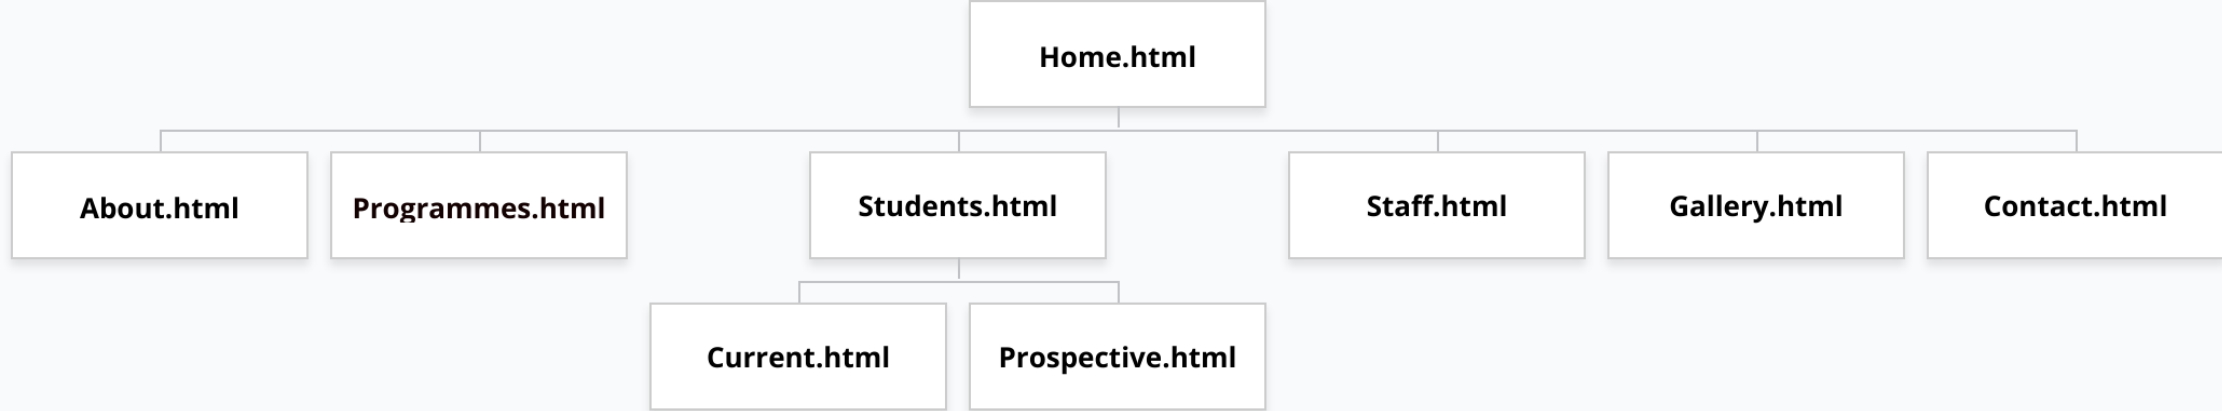 Home.html
About.html
Programmes.html
Students.html
Staff.html
Gallery.html
Contact.html
Current.html
Prospective.html